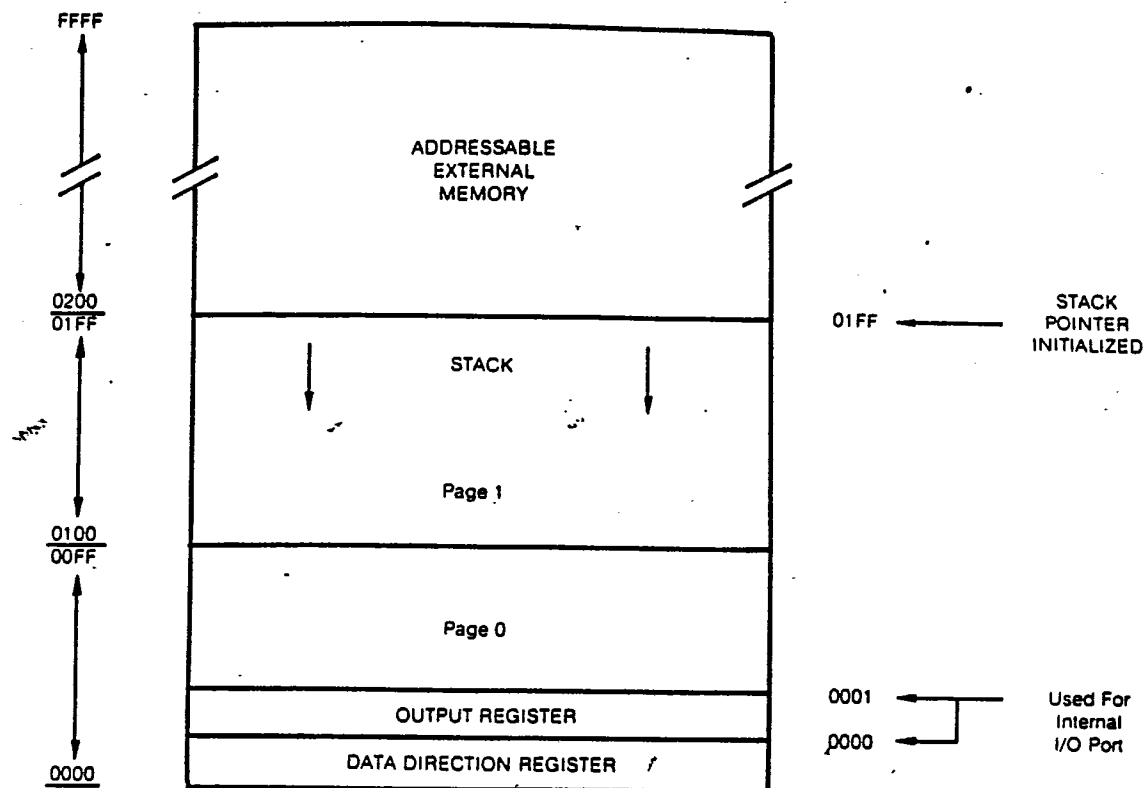 FFFF
ADDRESSABLE
EXTERNAL
MEMORY
0200
01FF
01FF
STACK
POINTER
INITIALIZED
STACK
Page 1
0100
00FF
Page 0
0001
Used For
Internal
I/O Port
OUTPUT REGISTER
0000
DATA DIRECTION REGISTER
0000